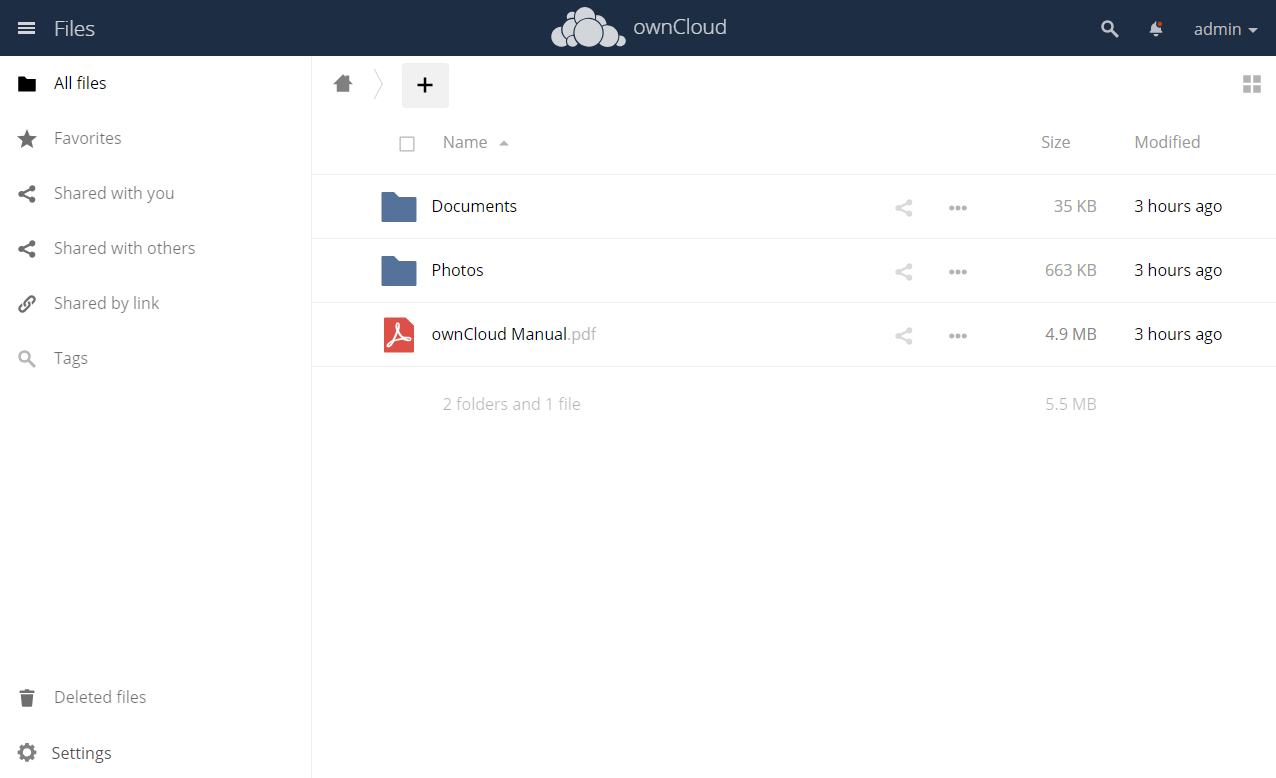 Files
ownCloud
admin
All files
Favorites
Shared with you
Shared with others
Shared by link
Tags
Deleted files
Settings
Name Size Modified
Documents 35 KB 3 hours ago
Photos 663 KB 3 hours ago
ownCloud Manual.pdf 4.9 MB 3 hours ago
2 folders and 1 file 5.5 MB